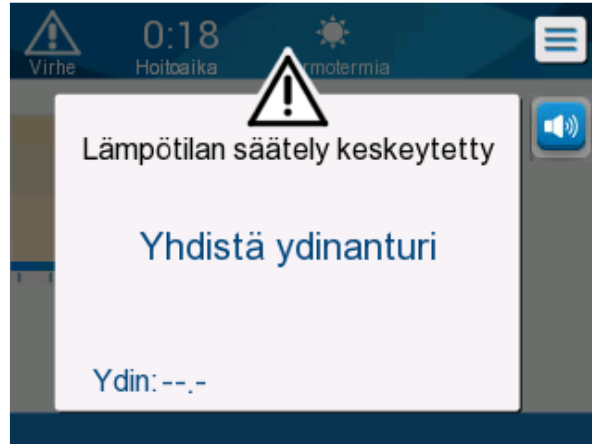 0:18
Virhe
Hoitoaika
Lämpötilan säätely keskeytetty
Yhdistä ydinanturi
Ydin: --.-